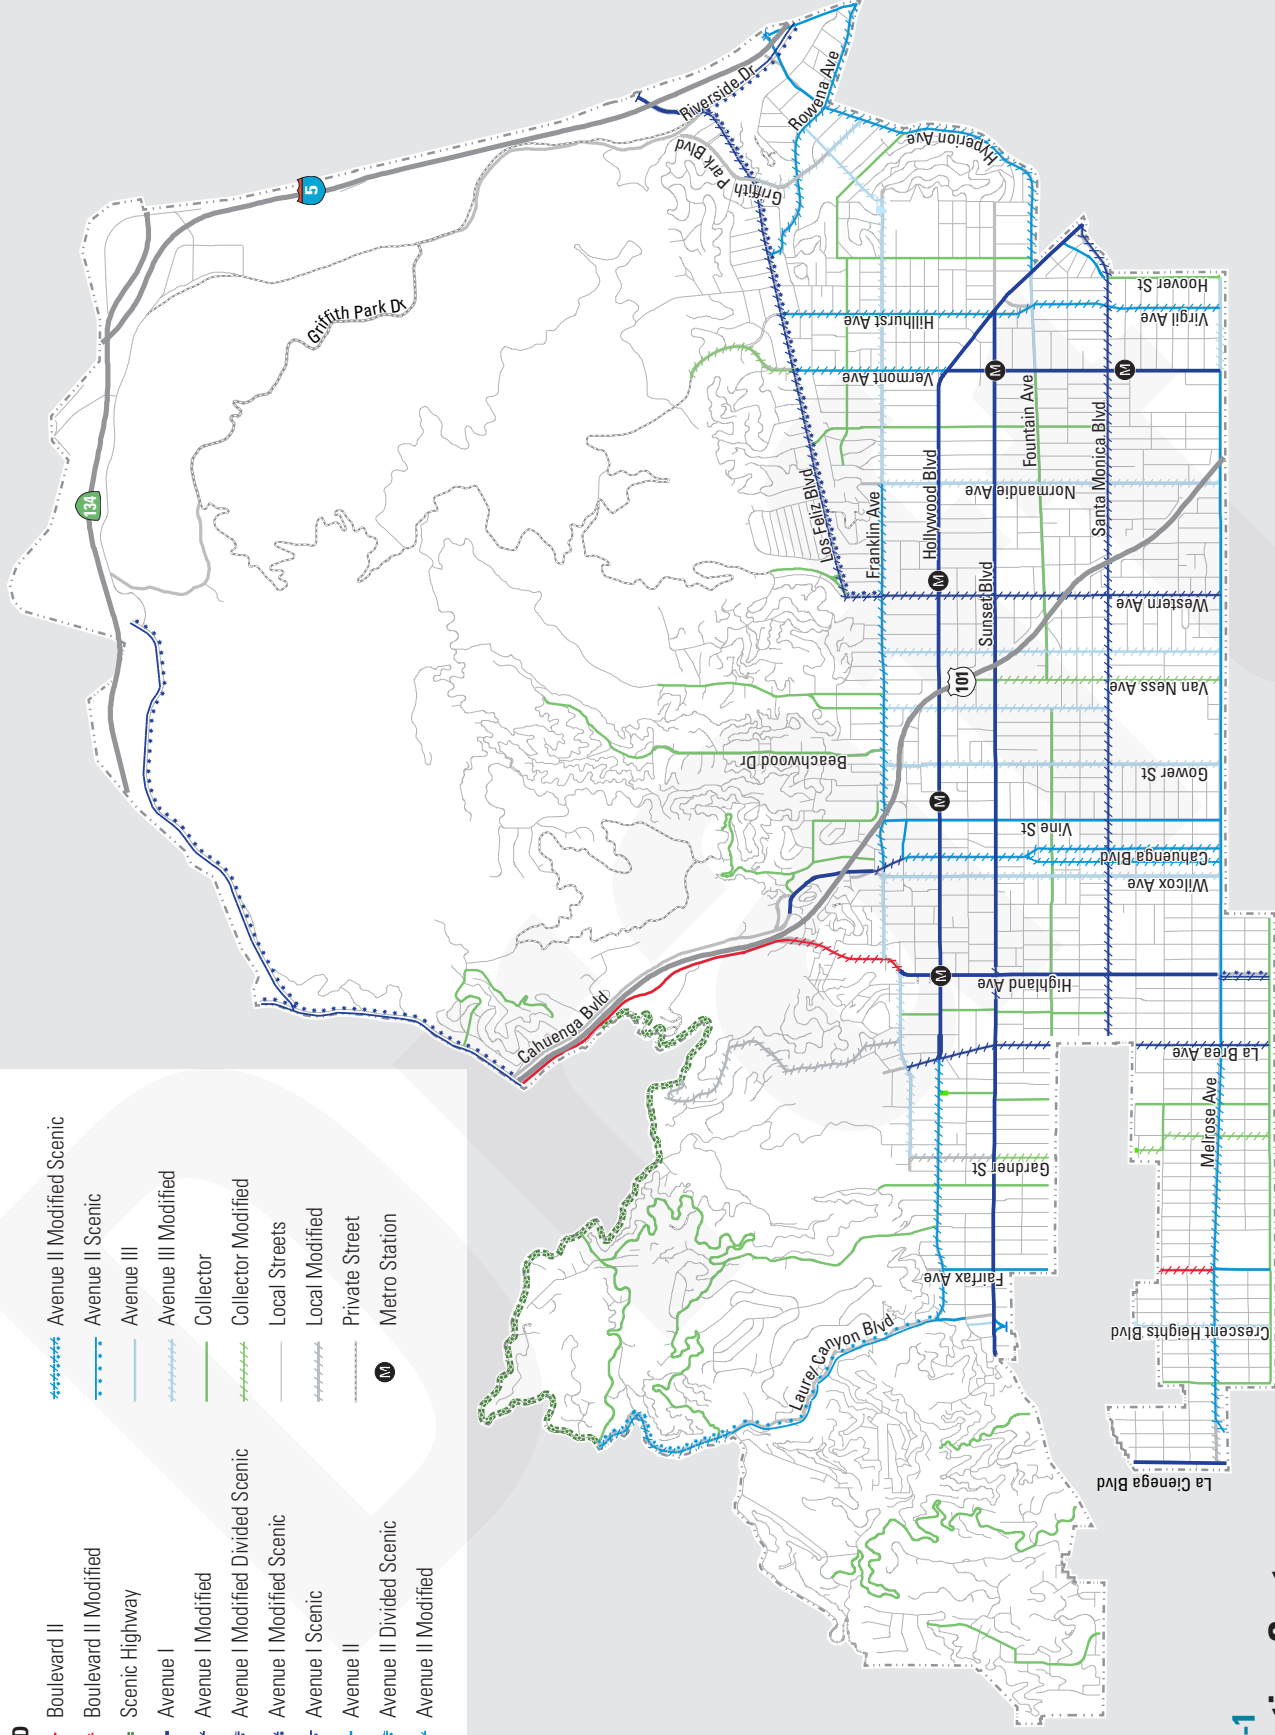 Boulevard II
Boulevard II Modified
Scenic Highway
Avenue I
Avenue I Modified
Avenue I Modified Divided Scenic
Avenue I Modified Scenic
Avenue I Scenic
Avenue II
Avenue II Divided Scenic
Avenue II Modified
Avenue II Modified Scenic
Avenue II Scenic
Avenue III
Avenue III Modified
Collector
Collector Modified
Local Streets
Local Modified
Private Street
M Metro Station
134
5
101
Griffith Park Dr
Riverside Dr
Rowena Ave
Griffith Park Blvd
Hyperion Ave
Los Feliz Blvd
Hillhurst Ave
Vermont Ave
Franklin Ave
Hollywood Blvd
Sunset Blvd
Fountain Ave
Santa Monica Blvd
Melrose Ave
Hoover St
Virgil Ave
Normandie Ave
Western Ave
Van Ness Ave
Gower St
Beachwood Dr
Vine St
Cahuenga Blvd
Wilcox Ave
Highland Ave
La Brea Ave
Gardner St
Fairfax Ave
Crescent Heights Blvd
La Cienega Blvd
Laurel Canyon Blvd
Cahuenga Bvld
M
M
M
M
M
-1